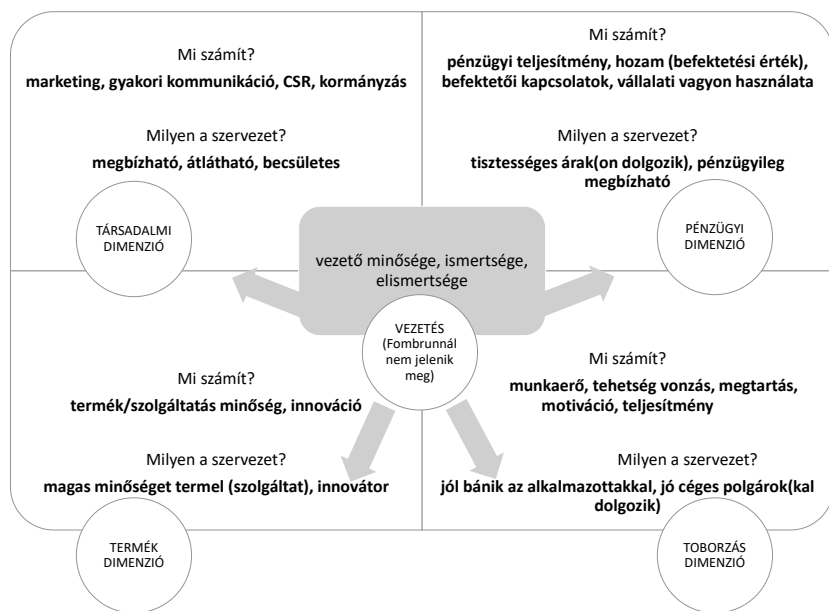 Mi számít?
marketing, gyakori kommunikáció, CSR, kormányzás
Milyen a szervezet?
megbízható, átlátható, becsületes
TÁRSADALMI
DIMENZIÓ
Mi számít?
pénzügyi teljesítmény, hozam (befektetési érték),
befektetői kapcsolatok, vállalati vagyon használata
Milyen a szervezet?
tisztességes árak(on dolgozik), pénzügyileg
megbízható
PÉNZÜGYI
DIMENZIÓ
vezető minősége, ismertsége,
elismertsége
VEZETÉS
(Fombrunnál
nem jelenik
meg)
Mi számít?
termék/szolgáltatás minőség, innováció
Milyen a szervezet?
magas minőséget termel (szolgáltat), innovátor
TERMÉK
DIMENZIÓ
Mi számít?
munkaerő, tehetség vonzás, megtartás,
motiváció, teljesítmény
Milyen a szervezet?
jól bánik az alkalmazottakkal, jó céges polgárok(kal
dolgozik)
TOBORZÁS
DIMENZIÓ